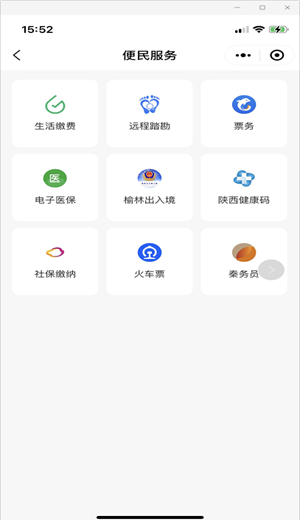 15:52
便民服务
生活缴费
远程踏勘
票务
医
电子医保
榆林出入境
陕西健康码
社保缴纳
火车票
秦务员